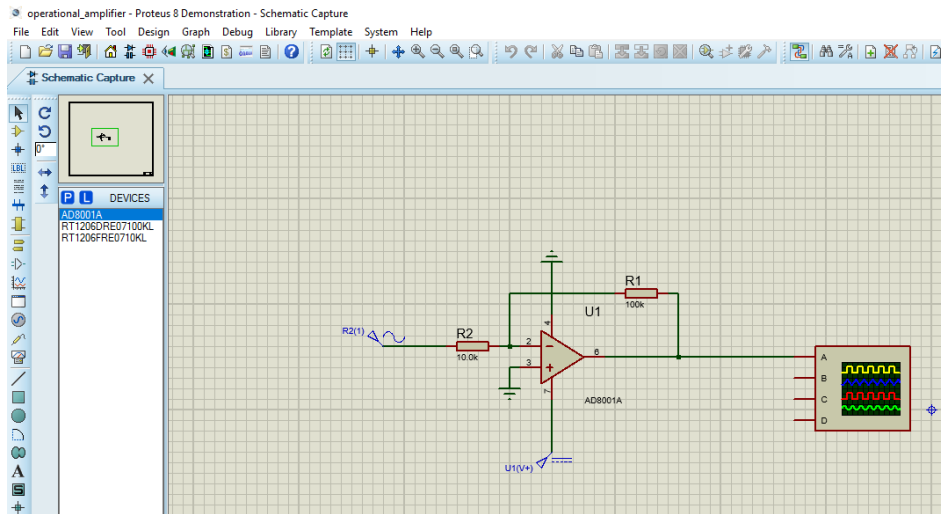 operational_amplifier - Proteus 8 Demonstration - Schematic Capture
File Edit View Tool Design Graph Debug Library Template System Help
Schematic Capture
0°
LBL
P L DEVICES
AD8001A
RT1206DRE07100KL
RT1206FRE0710KL
R1
100k
U1
4
R2(1)
R2
10.0k
2
6
3
7
AD8001A
U1(V+)
A
B
C
D
A
S